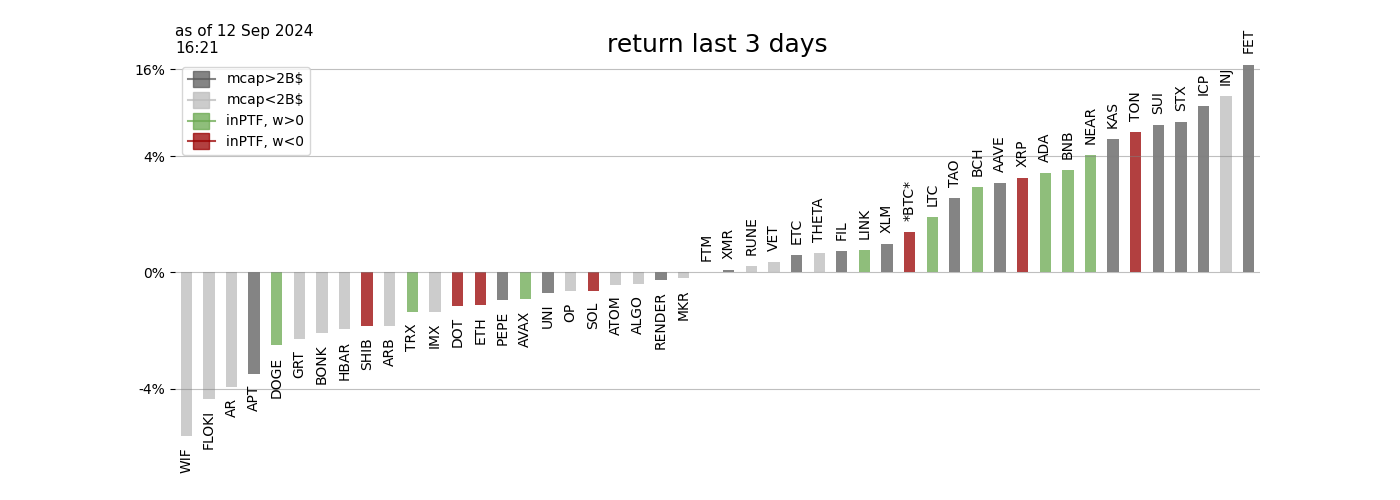 as of 12 Sep 2024
16:21
return last 3 days
mcap>2B$
mcap<2B$
inPTF, w>0
inPTF, w<0
16%
4%
0%
-4%
WIF
FLOKI
AR
APT
DOGE
GRT
BONK
HBAR
SHIB
ARB
TRX
IMX
DOT
ETH
PEPE
AVAX
UNI
OP
SOL
ATOM
ALGO
RENDER
MKR
FTM
XMR
RUNE
VET
ETC
THETA
FIL
LINK
XLM
*BTC*
LTC
TAO
BCH
AAVE
XRP
ADA
BNB
NEAR
KAS
TON
SUI
STX
ICP
INJ
FET